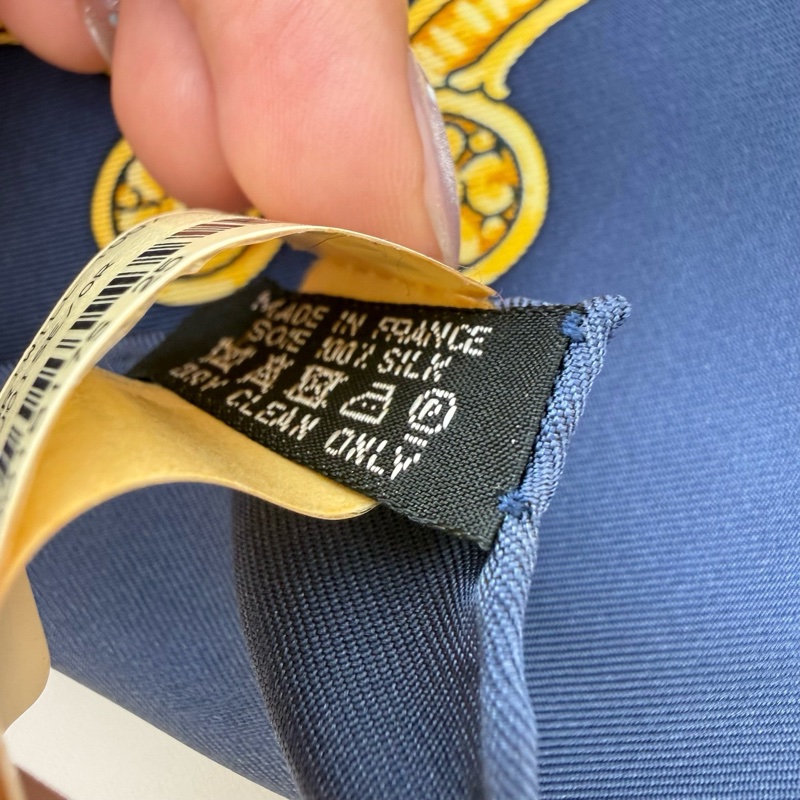 MADE IN FRANCE
SOIE 100% SILK
P
DRY CLEAN ONLY